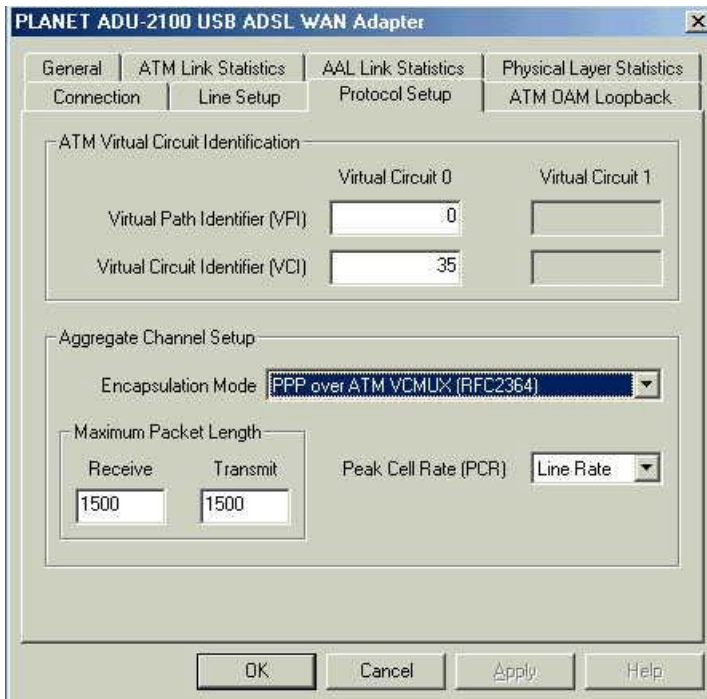 PLANET ADU-2100 USB ADSL WAN Adapter
General
ATM Link Statistics
AAL Link Statistics
Physical Layer Statistics
Connection
Line Setup
Protocol Setup
ATM OAM Loopback
ATM Virtual Circuit Identification
Virtual Circuit 0
Virtual Circuit 1
Virtual Path Identifier (VPI)
0
Virtual Circuit Identifier (VCI)
35
Aggregate Channel Setup
Encapsulation Mode
PPP over ATM VCMUX (RFC2364)
Maximum Packet Length
Receive
Transmit
Peak Cell Rate (PCR)
Line Rate
1500
1500
OK
Cancel
Apply
Help